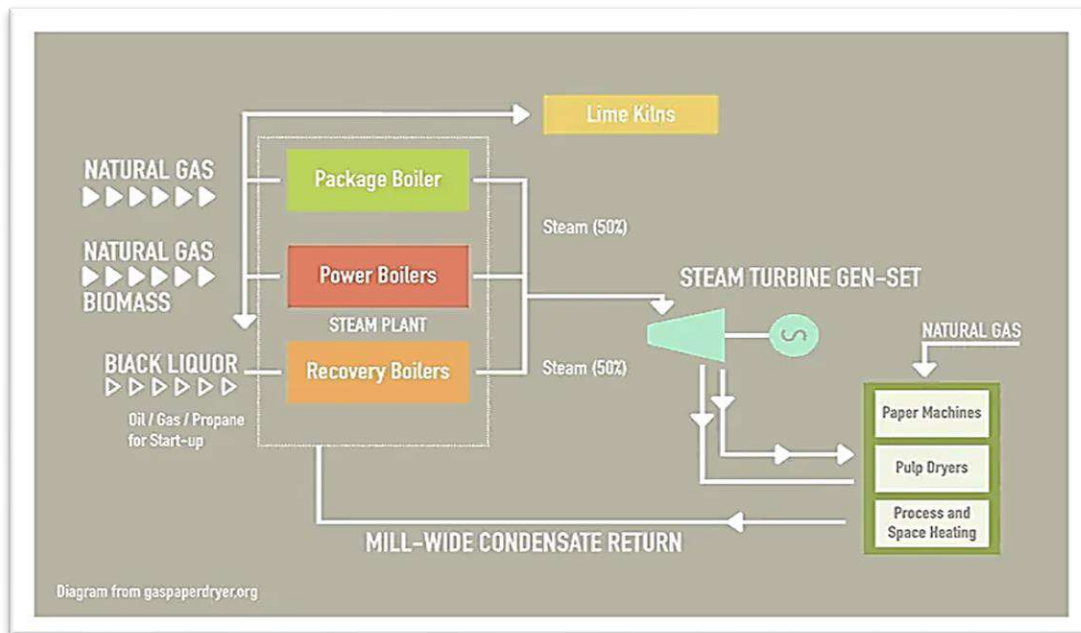 Lime Kilns
NATURAL GAS
Package Boiler
Steam (50%)
NATURAL GAS
BIOMASS
Power Boilers
STEAM PLANT
STEAM TURBINE GEN-SET
BLACK LIQUOR
Oil / Gas / Propane
for Start-up
Recovery Boilers
Steam (50%)
NATURAL GAS
Paper Machines
Pulp Dryers
Process and
Space Heating
MILL-WIDE CONDENSATE RETURN
Diagram from gaspaperdryer.org